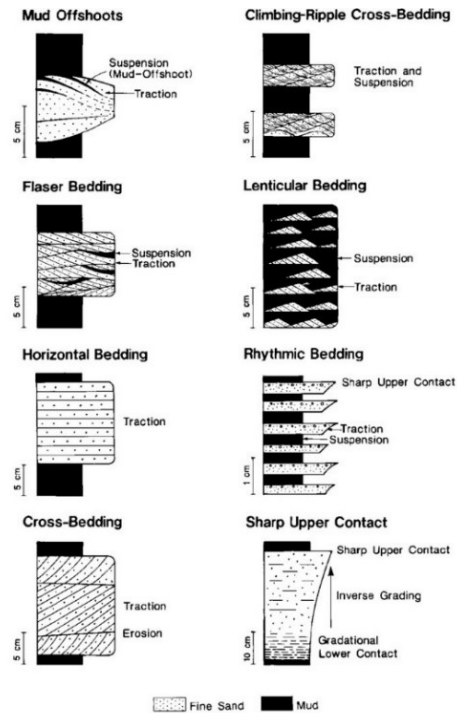 Mud Offshoots
Suspension
(Mud-Offshoot)
Traction
5 cm
Climbing-Ripple Cross-Bedding
Traction and
Suspension
5 cm
Flaser Bedding
Suspension
Traction
5 cm
Lenticular Bedding
Suspension
Traction
5 cm
Horizontal Bedding
Traction
5 cm
Rhythmic Bedding
Sharp Upper Contact
Traction
Suspension
1 cm
Cross-Bedding
Traction
Erosion
5 cm
Sharp Upper Contact
Sharp Upper Contact
Inverse Grading
Gradational
Lower Contact
10 cm
Fine Sand
Mud